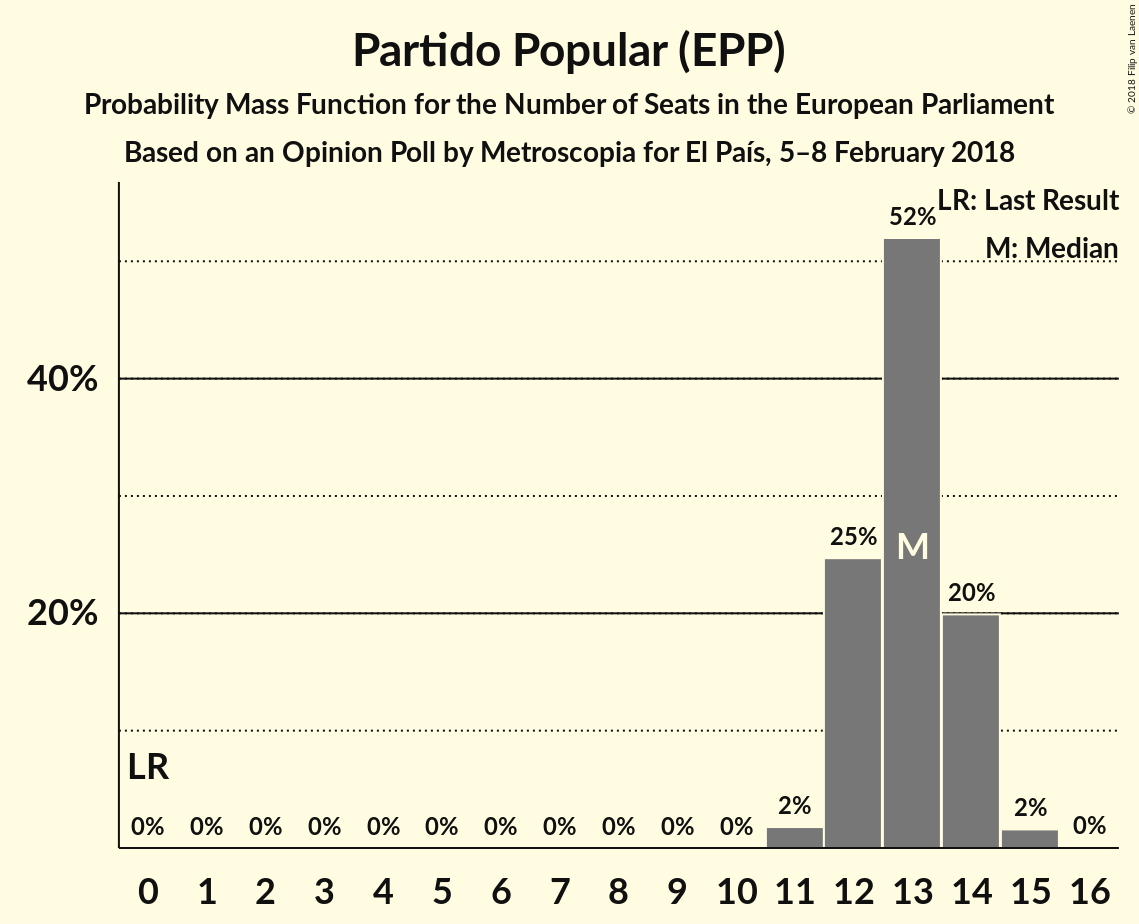 Partido Popular (EPP)
Probability Mass Function for the Number of Seats in the European Parliament
Based on an Opinion Poll by Metroscopia for El País, 5–8 February 2018
© 2018 Filip van Laenen
LR: Last Result
M: Median
52%
40%
25%
M
20%
20%
LR
0% 0% 0% 0% 0% 0% 0% 0% 0% 0% 0% 2% 2% 0%
0 1 2 3 4 5 6 7 8 9 10 11 12 13 14 15 16